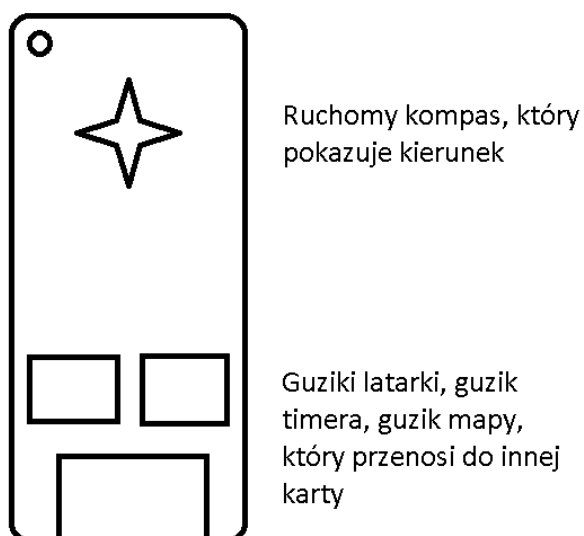 Ruchomy kompas, który
pokazuje kierunek
Guziki latarki, guzik
timera, guzik mapy,
który przenosi do innej
karty